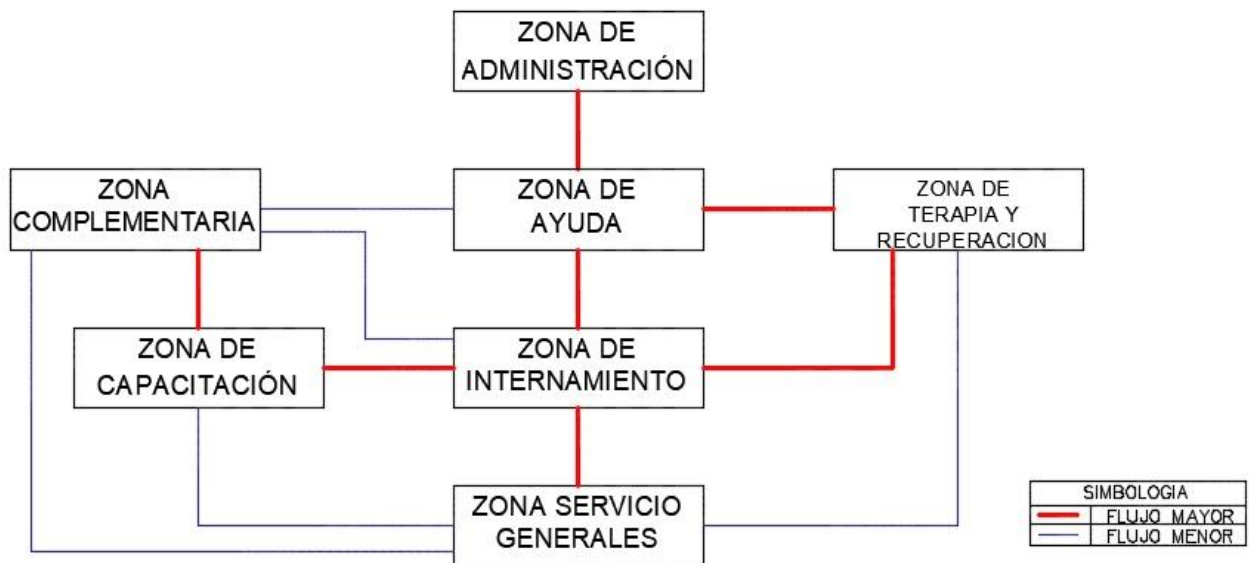 ZONA DE
ADMINISTRACIÓN
ZONA
COMPLEMENTARIA
ZONA DE
AYUDA
ZONA DE
TERAPIA Y
RECUPERACION
ZONA DE
CAPACITACIÓN
ZONA DE
INTERNAMIENTO
ZONA SERVICIO
GENERALES
SIMBOLOGIA
FLUJO MAYOR
FLUJO MENOR